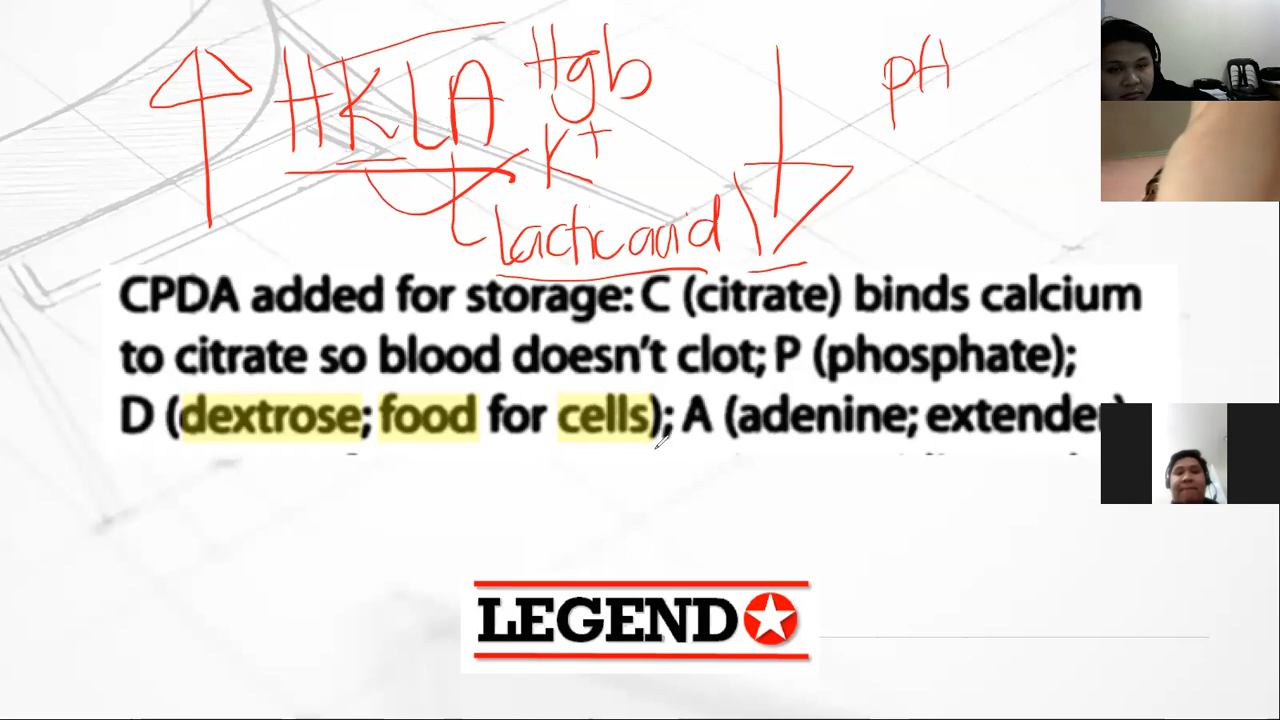 HKLA Hgb pH
K+
lactic acid
CPDA added for storage: C (citrate) binds calcium
to citrate so blood doesn't clot; P (phosphate);
D (dextrose; food for cells); A (adenine; extender)
LEGEND